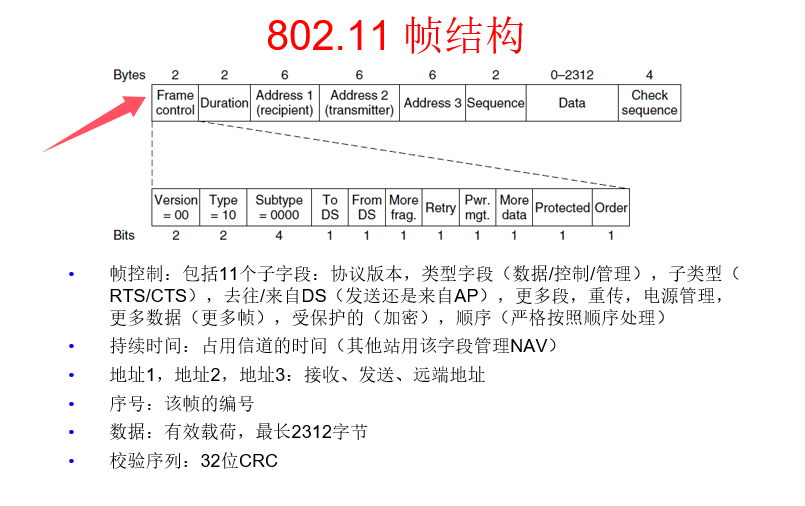 802.11 帧结构
Bytes 2 2 6 6 6 2 0–2312 4
Frame control Duration Address 1 (recipient) Address 2 (transmitter) Address 3 Sequence Data Check sequence
Version = 00 Type = 10 Subtype = 0000 To DS From DS More frag. Retry Pwr. mgt. More data Protected Order
Bits 2 2 4 1 1 1 1 1 1 1 1
• 帧控制：包括11个子字段：协议版本，类型字段（数据/控制/管理），子类型（
RTS/CTS），去往/来自DS（发送还是来自AP），更多段，重传，电源管理，
更多数据（更多帧），受保护的（加密），顺序（严格按照顺序处理）
• 持续时间：占用信道的时间（其他站用该字段管理NAV）
• 地址1，地址2，地址3：接收、发送、远端地址
• 序号：该帧的编号
• 数据：有效载荷，最长2312字节
• 校验序列：32位CRC